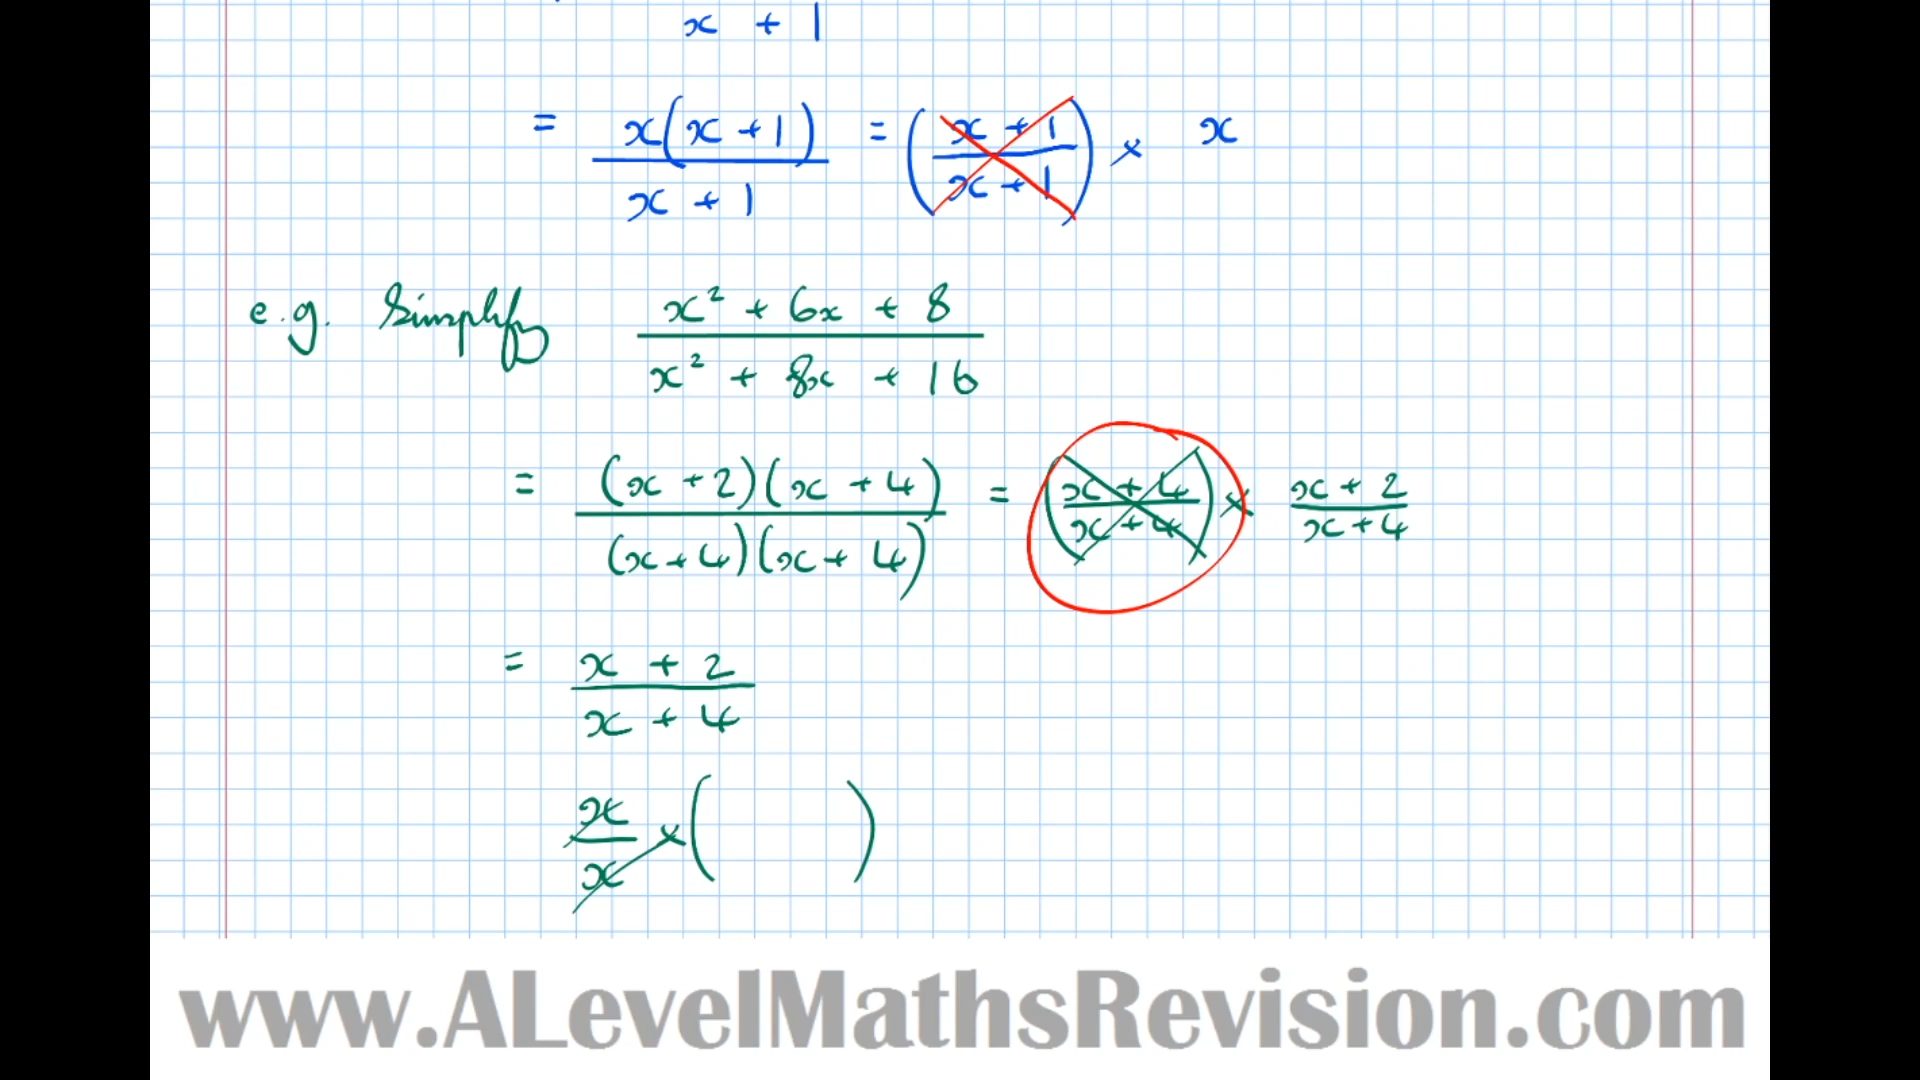 x + 1
= x(x + 1) / x + 1 = (x + 1 / x + 1) × x
e.g. Simplify x² + 6x + 8 / x² + 8x + 16
= (x + 2)(x + 4) / (x + 4)(x + 4) = (x + 4 / x + 4) × x + 2 / x + 4
= x + 2 / x + 4
x / x × ( )
www.ALevelMathsRevision.com